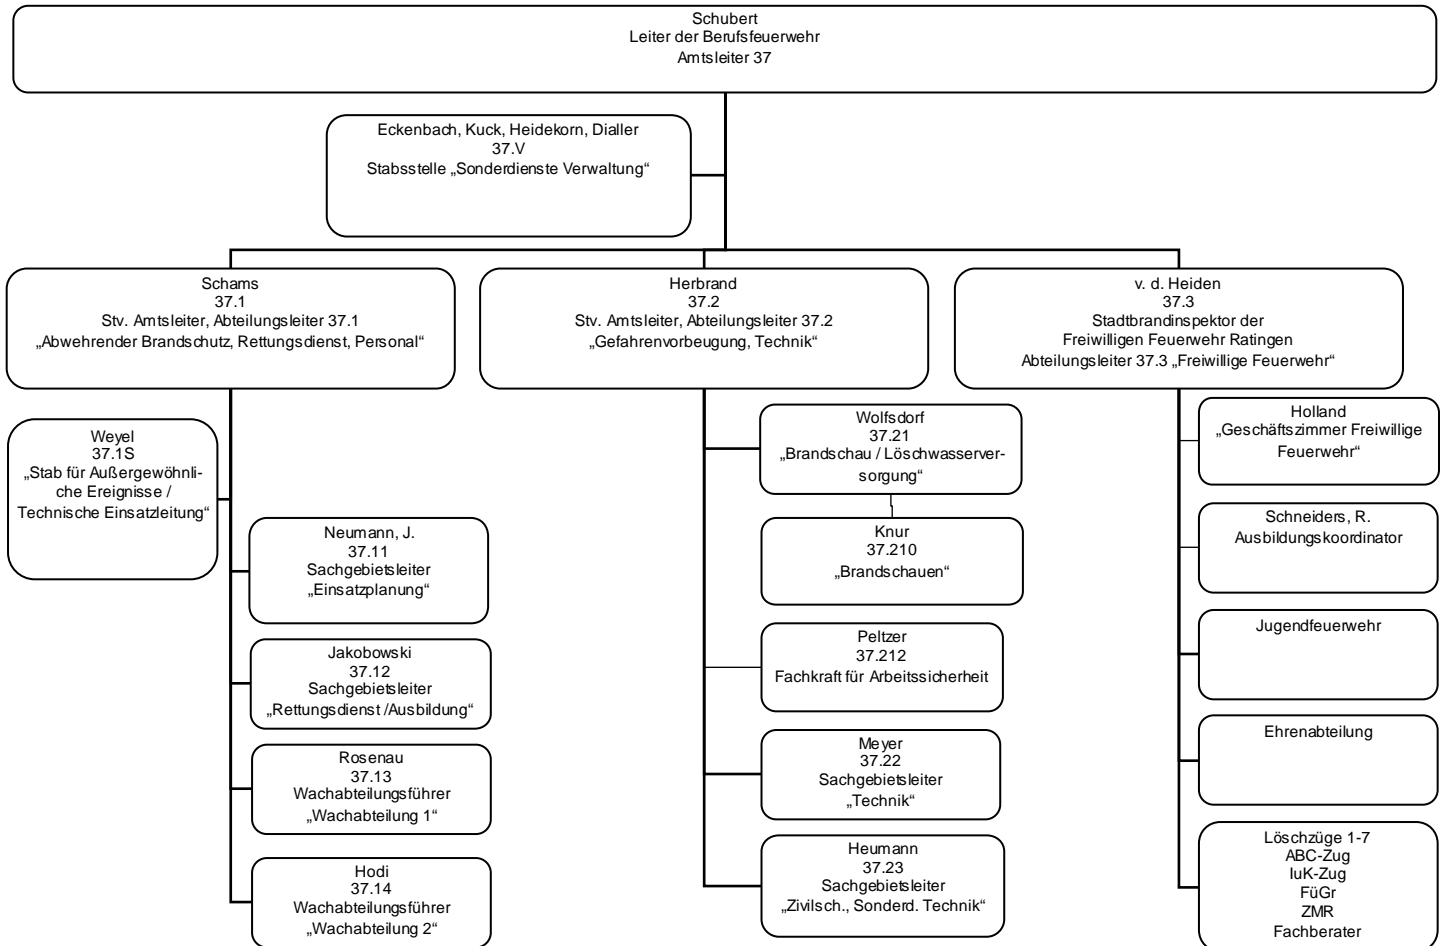 Schubert
Leiter der Berufsfeuerwehr
Amtsleiter 37
Eckenbach, Kuck, Heidekorn, Dialler
37.V
Stabsstelle „Sonderdienste Verwaltung“
Schams
37.1
Stv. Amtsleiter, Abteilungsleiter 37.1
„Abwehrender Brandschutz, Rettungsdienst, Personal“
Herbrand
37.2
Stv. Amtsleiter, Abteilungsleiter 37.2
„Gefahrenvorbeugung, Technik“
v. d. Heiden
37.3
Stadtbrandinspektor der
Freiwilligen Feuerwehr Ratingen
Abteilungsleiter 37.3 „Freiwillige Feuerwehr“
Weyel
37.1S
„Stab für Außergewöhnli-
che Ereignisse /
Technische Einsatzleitung“
Neumann, J.
37.11
Sachgebietsleiter
„Einsatzplanung“
Jakobowski
37.12
Sachgebietsleiter
„Rettungsdienst /Ausbildung“
Rosenau
37.13
Wachabteilungsführer
„Wachabteilung 1“
Hodi
37.14
Wachabteilungsführer
„Wachabteilung 2“
Wolfsdorf
37.21
„Brandschau / Löschwasserver-
sorgung“
Knur
37.210
„Brandschauen“
Peltzer
37.212
Fachkraft für Arbeitssicherheit
Meyer
37.22
Sachgebietsleiter
„Technik“
Heumann
37.23
Sachgebietsleiter
„Zivilsch., Sonderd. Technik“
Holland
„Geschäftszimmer Freiwillige
Feuerwehr“
Schneiders, R.
Ausbildungskoordinator
Jugendfeuerwehr
Ehrenabteilung
Löschzüge 1-7
ABC-Zug
IuK-Zug
FüGr
ZMR
Fachberater